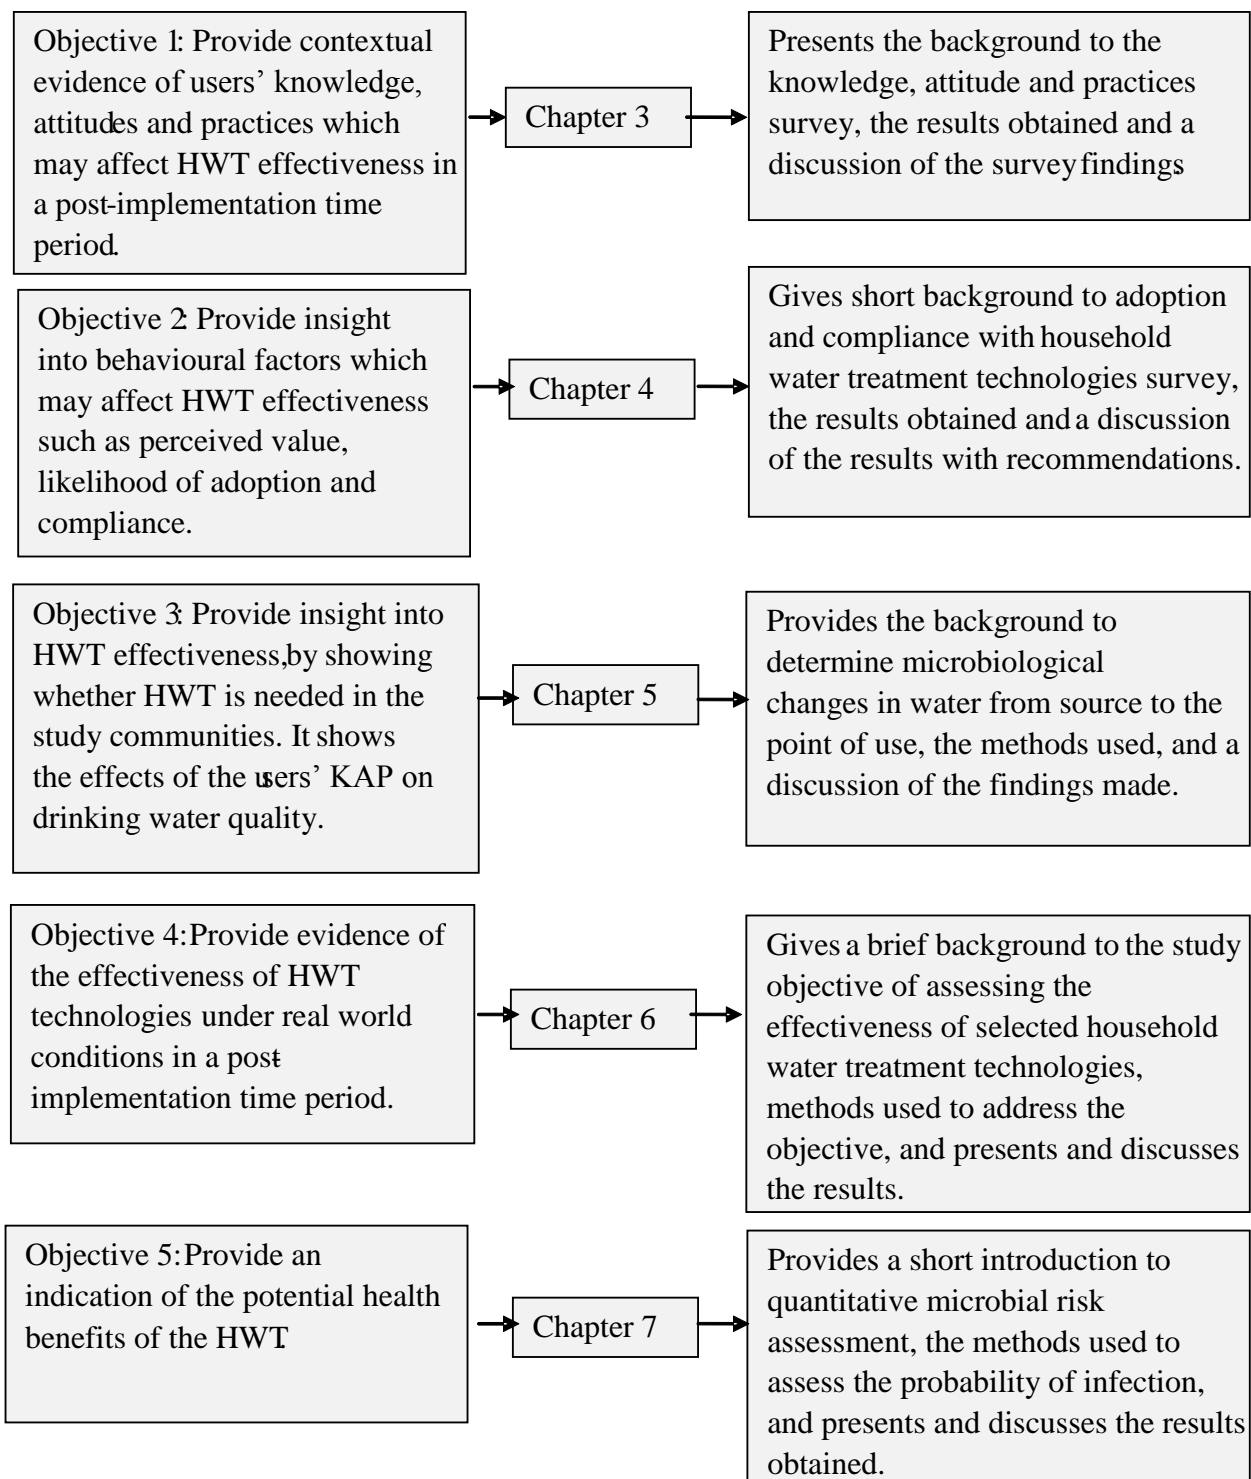 Objective 1: Provide contextual
evidence of users' knowledge,
attitudes and practices which
may affect HWT effectiveness in
a post-implementation time
period.
Chapter 3
Presents the background to the
knowledge, attitude and practices
survey, the results obtained and a
discussion of the survey findings.
Objective 2: Provide insight
into behavioural factors which
may affect HWT effectiveness
such as perceived value,
likelihood of adoption and
compliance.
Chapter 4
Gives short background to adoption
and compliance with household
water treatment technologies survey,
the results obtained and a discussion
of the results with recommendations.
Objective 3: Provide insight into
HWT effectiveness, by showing
whether HWT is needed in the
study communities. It shows
the effects of the users' KAP on
drinking water quality.
Chapter 5
Provides the background to
determine microbiological
changes in water from source to the
point of use, the methods used, and a
discussion of the findings made.
Objective 4: Provide evidence of
the effectiveness of HWT
technologies under real world
conditions in a post-
implementation time period.
Chapter 6
Gives a brief background to the study
objective of assessing the
effectiveness of selected household
water treatment technologies,
methods used to address the
objective, and presents and discusses
the results.
Objective 5: Provide an
indication of the potential health
benefits of the HWT.
Chapter 7
Provides a short introduction to
quantitative microbial risk
assessment, the methods used to
assess the probability of infection,
and presents and discusses the results
obtained.